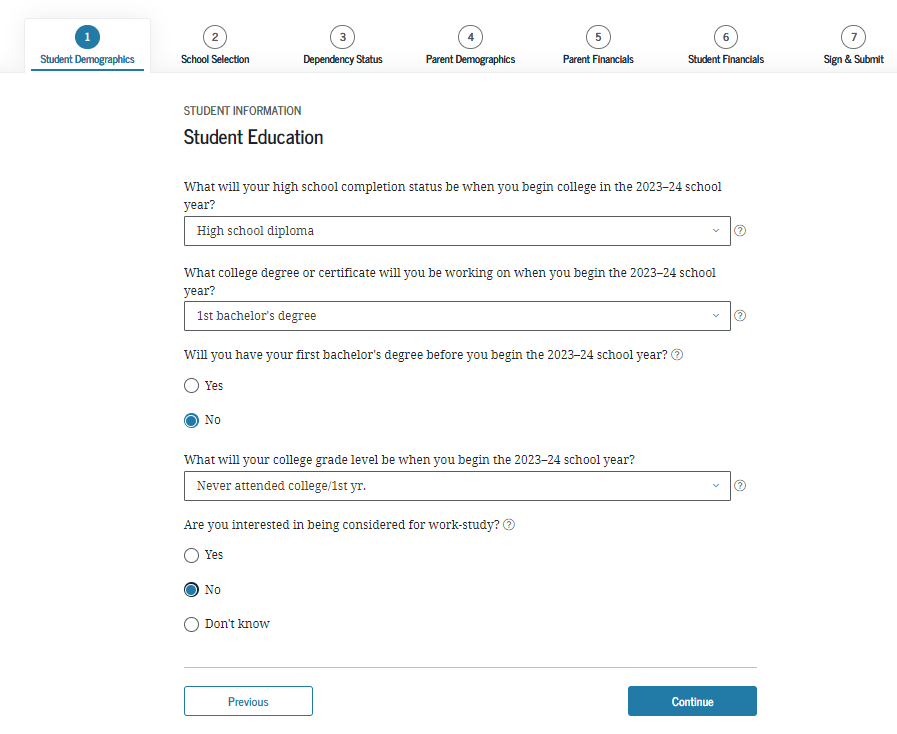 1 2 3 4 5 6 7
Student Demographics School Selection Dependency Status Parent Demographics Parent Financials Student Financials Sign & Submit
STUDENT INFORMATION
Student Education
What will your high school completion status be when you begin college in the 2023–24 school
year?
High school diploma
?
What college degree or certificate will you be working on when you begin the 2023–24 school
year?
1st bachelor's degree
?
Will you have your first bachelor's degree before you begin the 2023–24 school year? ?
Yes
No
What will your college grade level be when you begin the 2023–24 school year?
Never attended college/1st yr.
?
Are you interested in being considered for work-study? ?
Yes
No
Don't know
Previous
Continue